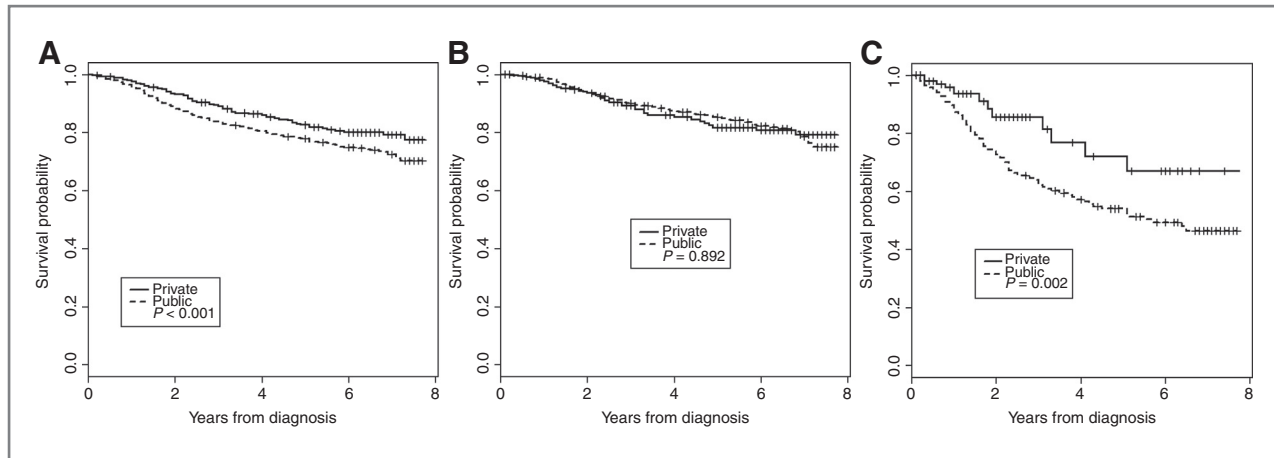 A
Survival probability
1.0
0.8
0.6
0.4
0.2
0.0
Private
Public
P < 0.001
0 2 4 6 8
Years from diagnosis
B
Survival probability
1.0
0.8
0.6
0.4
0.2
0.0
Private
Public
P = 0.892
0 2 4 6 8
Years from diagnosis
C
Survival probability
1.0
0.8
0.6
0.4
0.2
0.0
Private
Public
P = 0.002
0 2 4 6 8
Years from diagnosis